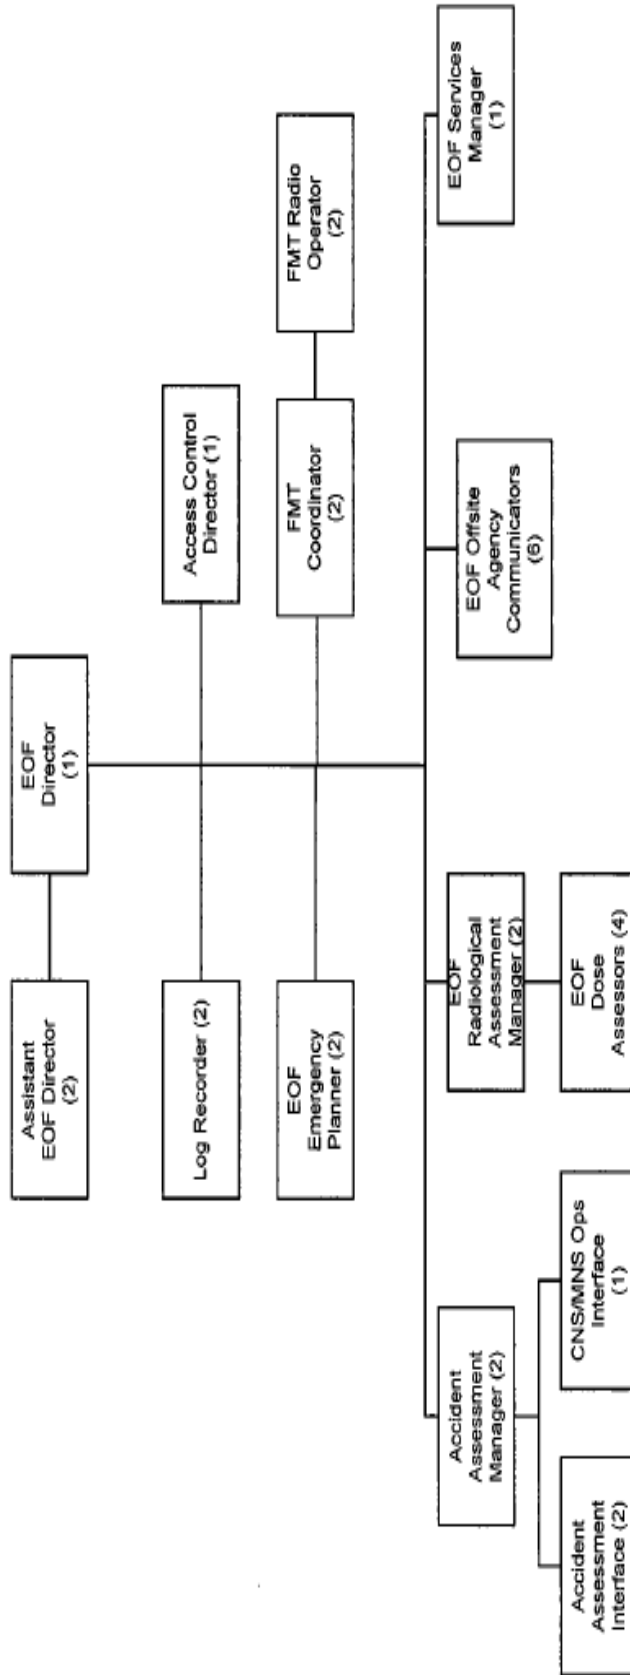 EOF
Director
(1)
Assistant
EOF Director
(2)
Access Control
Director (1)
Log Recorder (2)
FMT
Coordinator
(2)
FMT Radio
Operator
(2)
EOF
Emergency
Planner (2)
Accident
Assessment
Manager (2)
EOF
Radiological
Assessment
Manager (2)
EOF Offsite
Agency
Communicators
(6)
EOF Services
Manager
(1)
Accident
Assessment
Interface (2)
CNS/MNS Ops
Interface
(1)
EOF
Dose
Assessors (4)